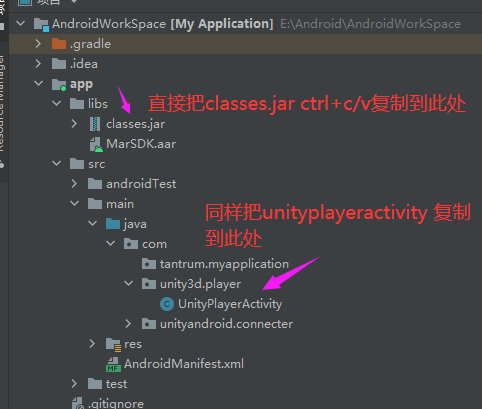 项目
AndroidWorkSpace [My Application] E:\Android\AndroidWorkSpace
.gradle
.idea
app
libs
直接把classes.jar ctrl+c/v复制到此处
classes.jar
MarSDK.aar
src
androidTest
main
同样把unityplayeractivity 复制
到此处
java
com
tantrum.myapplication
unity3d.player
UnityPlayerActivity
unityandroid.connecter
res
AndroidManifest.xml
test
.gitignore
Resource Manager